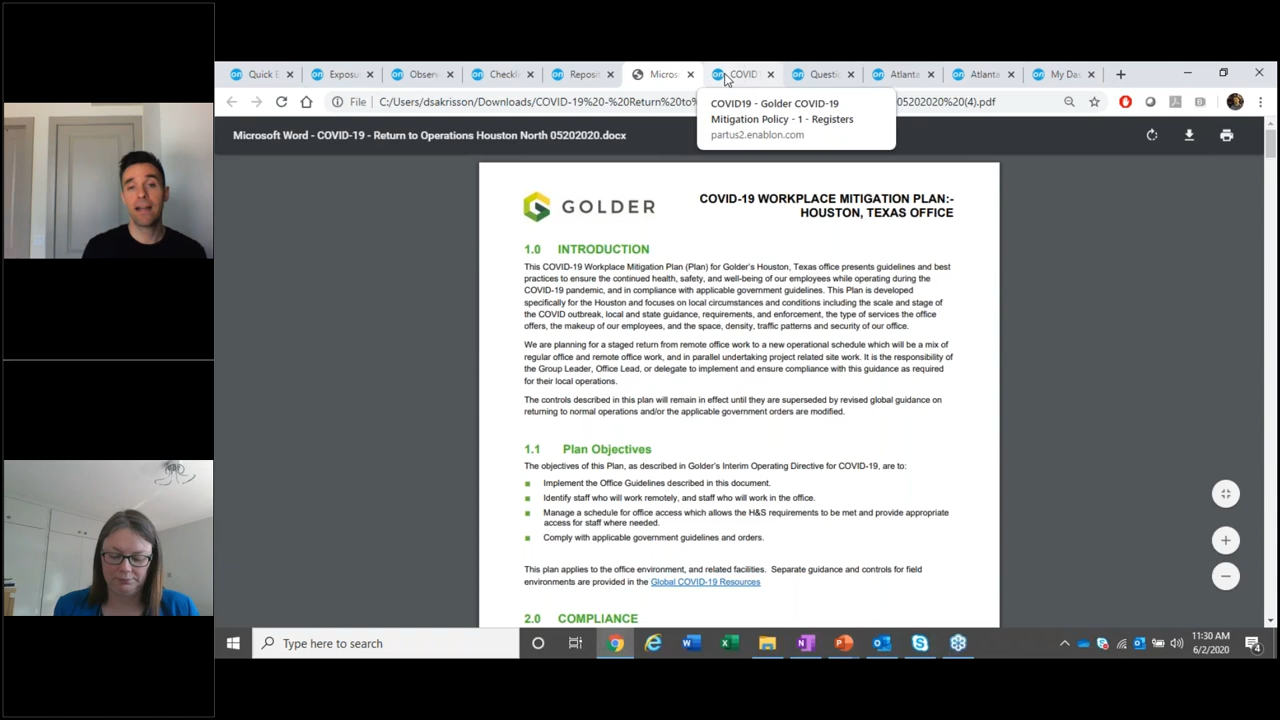 Quick E
Exposu
Observ
Checkli
Reposit
Micros
COVID
Questi
Atlanta
Atlanta
My Das
File
C:/Users/dsakrisson/Downloads/COVID-19%20-%20Return%20to%
05202020%20(4).pdf
COVID19 - Golder COVID-19
Mitigation Policy - 1 - Registers
partus2.enablon.com
Microsoft Word - COVID-19 - Return to Operations Houston North 05202020.docx
GOLDER
COVID-19 WORKPLACE MITIGATION PLAN:-
HOUSTON, TEXAS OFFICE
1.0 INTRODUCTION
This COVID-19 Workplace Mitigation Plan (Plan) for Golder's Houston, Texas office presents guidelines and best
practices to ensure the continued health, safety, and well-being of our employees while operating during the
COVID-19 pandemic, and in compliance with applicable government guidelines. This Plan is developed
specifically for the Houston and focuses on local circumstances and conditions including the scale and stage of
the COVID outbreak, local and state guidance, requirements, and enforcement, the type of services the office
offers, the makeup of our employees, and the space, density, traffic patterns and security of our office.
We are planning for a staged return from remote office work to a new operational schedule which will be a mix of
regular office and remote office work, and in parallel undertaking project related site work. It is the responsibility of
the Group Leader, Office Lead, or delegate to implement and ensure compliance with this guidance as required
for their local operations.
The controls described in this plan will remain in effect until they are superseded by revised global guidance on
returning to normal operations and/or the applicable government orders are modified.
1.1 Plan Objectives
The objectives of this Plan, as described in Golder's Interim Operating Directive for COVID-19, are to:
Implement the Office Guidelines described in this document.
Identify staff who will work remotely, and staff who will work in the office.
Manage a schedule for office access which allows the H&S requirements to be met and provide appropriate
access for staff where needed.
Comply with applicable government guidelines and orders.
This plan applies to the office environment, and related facilities. Separate guidance and controls for field
environments are provided in the Global COVID-19 Resources
2.0 COMPLIANCE
Type here to search
11:30 AM
6/2/2020
4